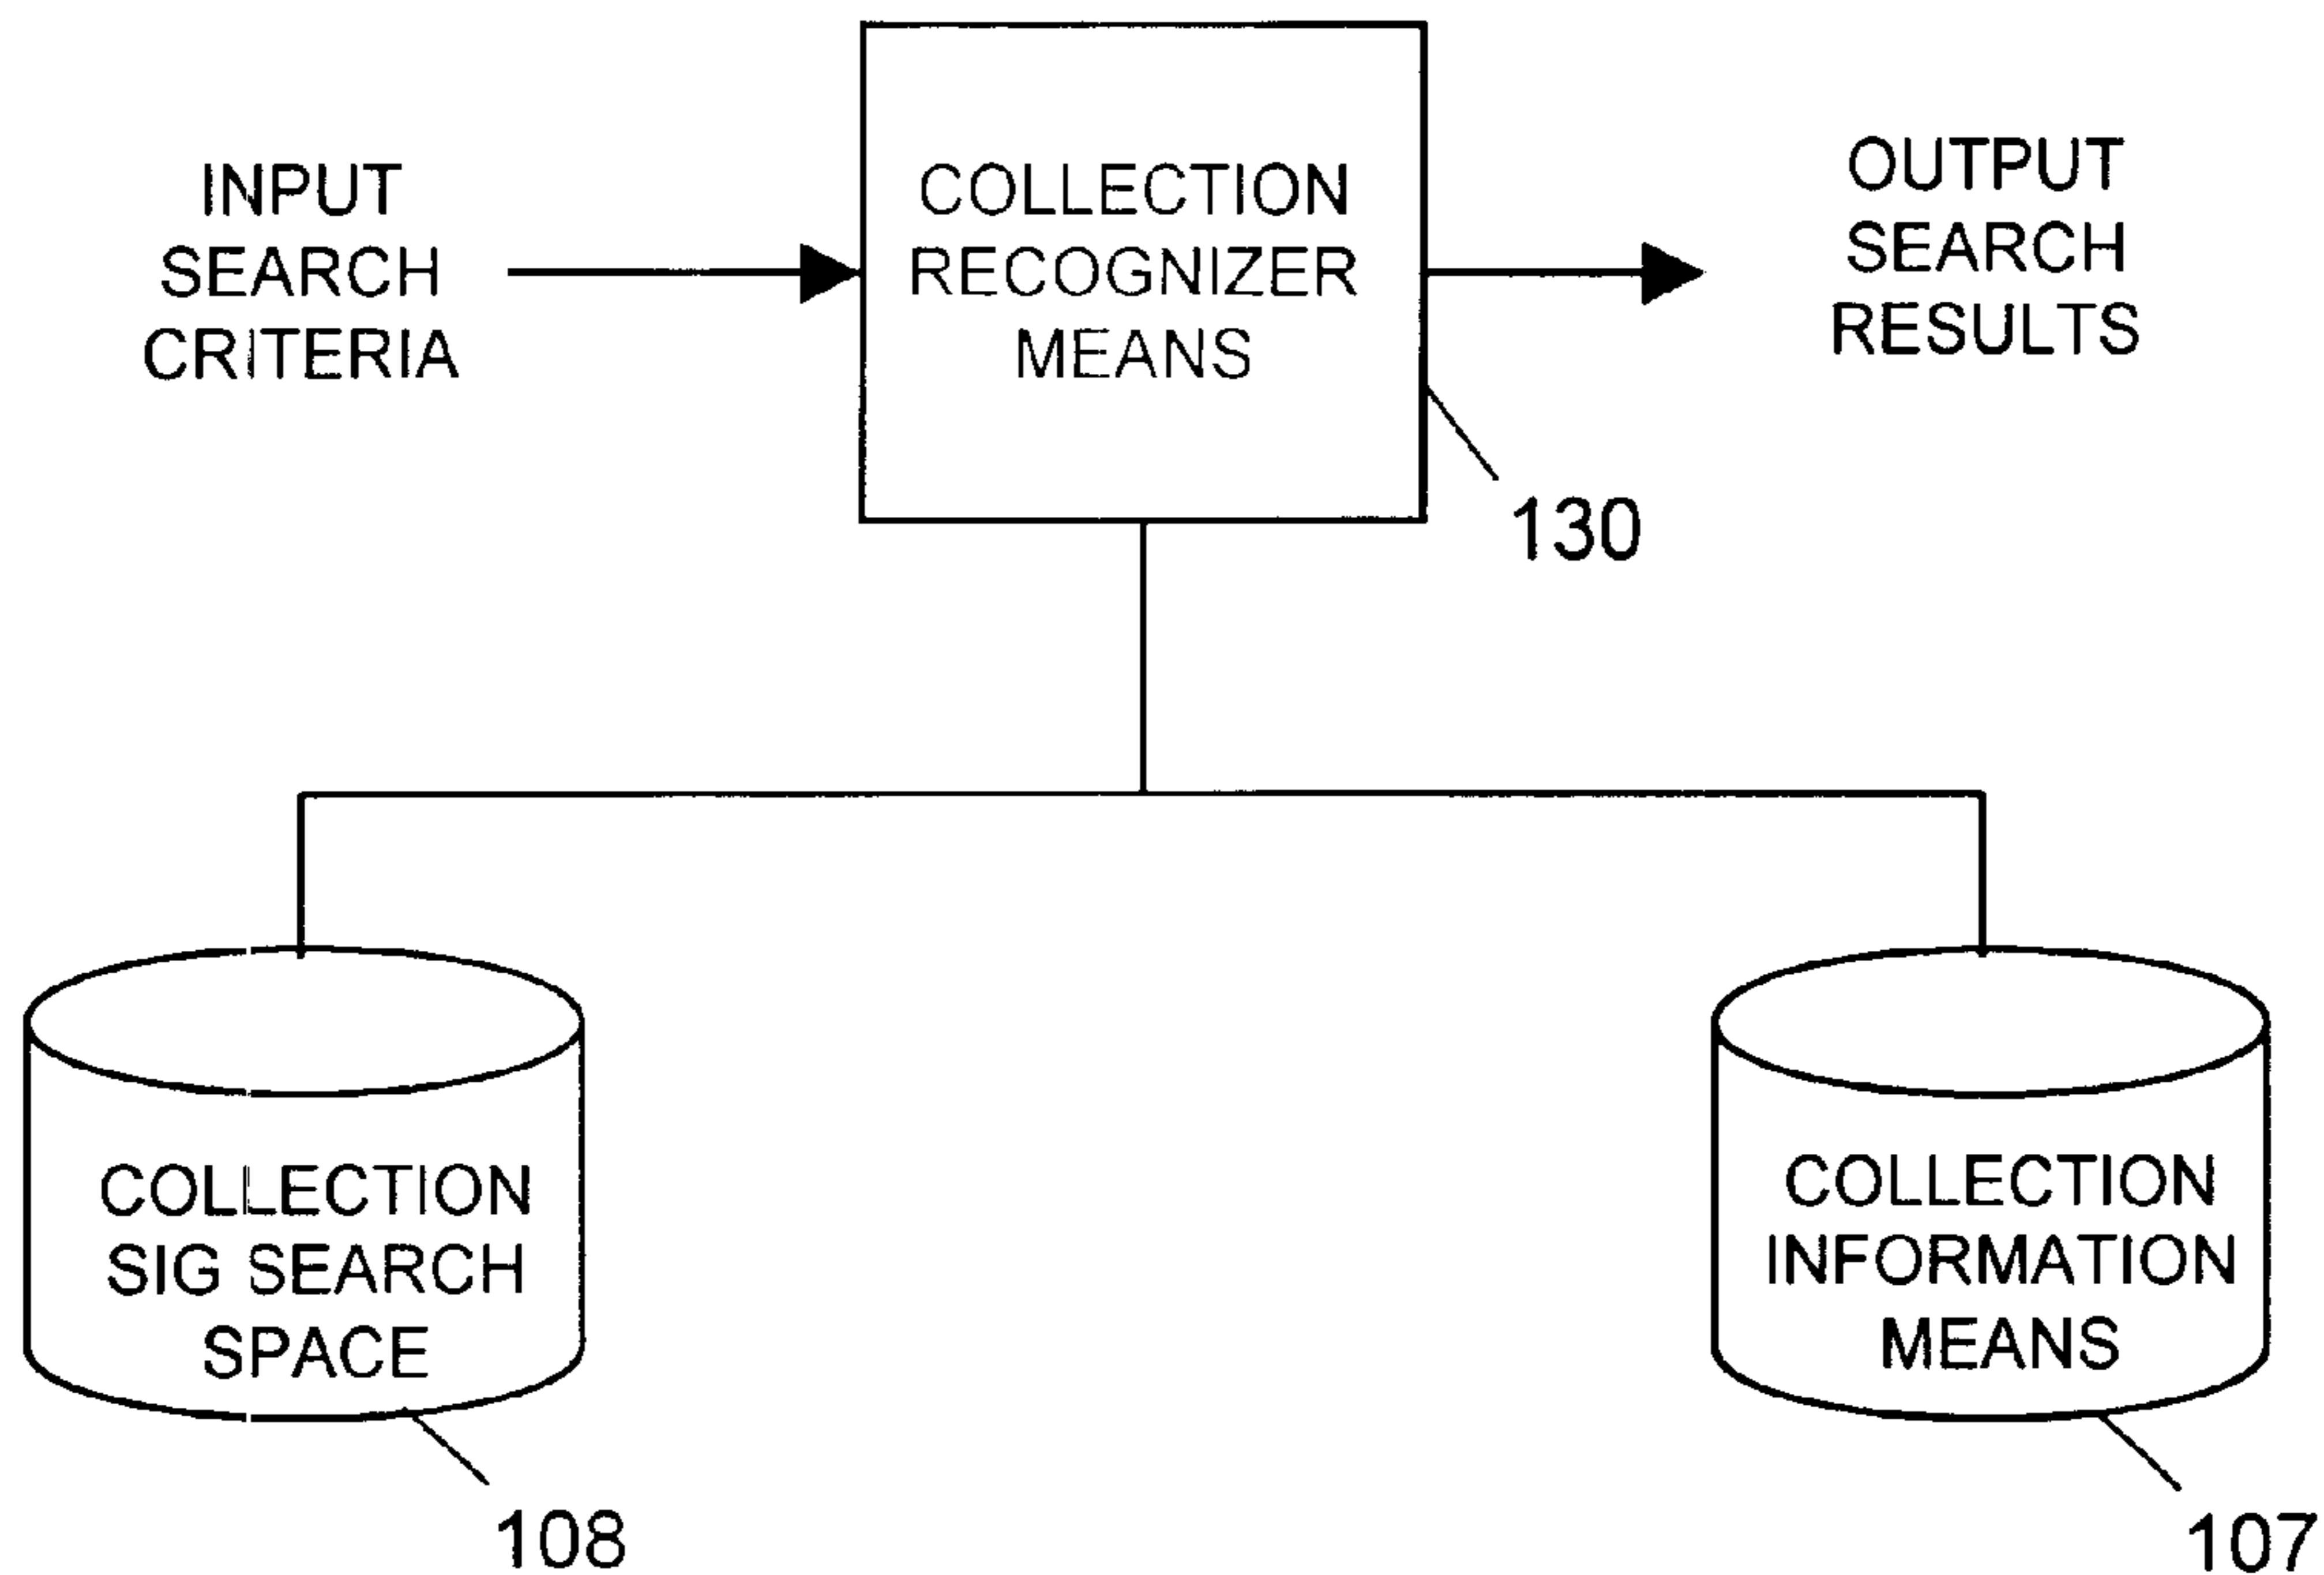 INPUT
SEARCH
CRITERIA
COLLECTION
RECOGNIZER
MEANS
OUTPUT
SEARCH
RESULTS
130
COLLECTION
SIG SEARCH
SPACE
108
COLLECTION
INFORMATION
MEANS
107